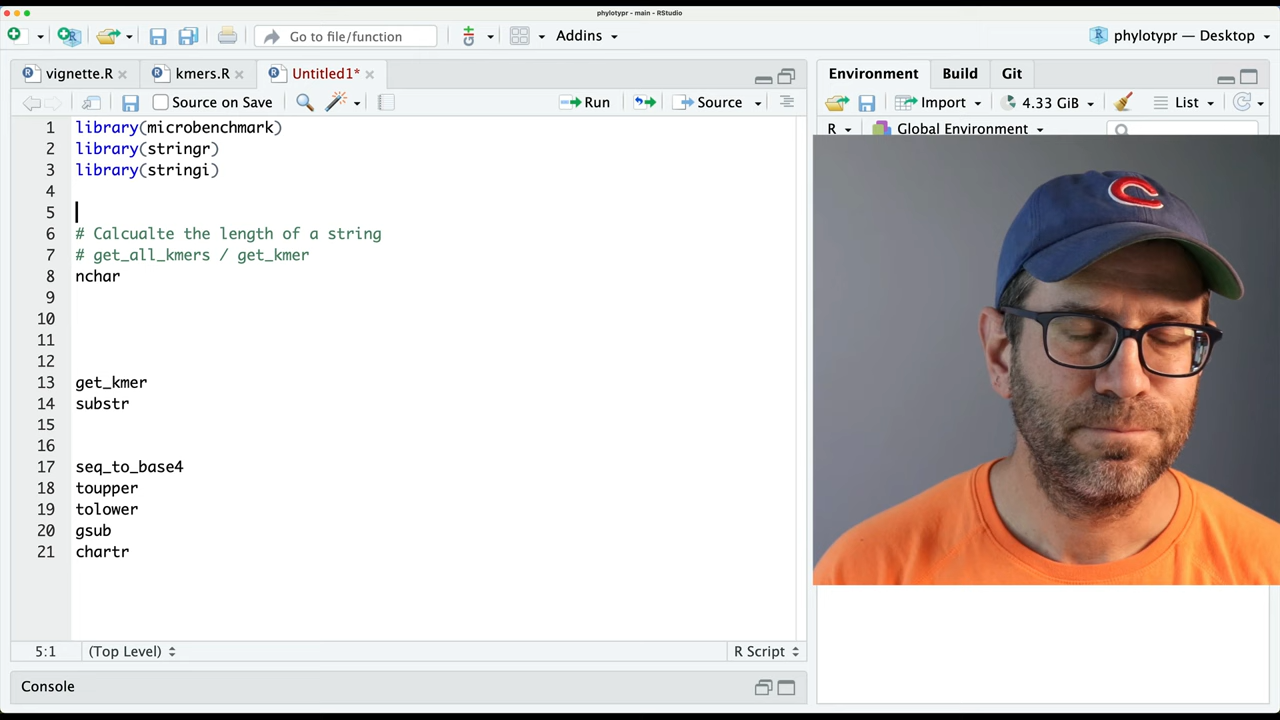 phylotypr - main - RStudio
Go to file/function
Addins
phylotypr — Desktop
vignette.R
kmers.R
Untitled1*
Source on Save
Run
Source
1 library(microbenchmark)
2 library(stringr)
3 library(stringi)
4
5
6 # Calcualte the length of a string
7 # get_all_kmers / get_kmer
8 nchar
9
10
11
12
13 get_kmer
14 substr
15
16
17 seq_to_base4
18 toupper
19 tolower
20 gsub
21 chartr
5:1 (Top Level) R Script
Console
Environment Build Git
Import 4.33 GiB List
R Global Environment